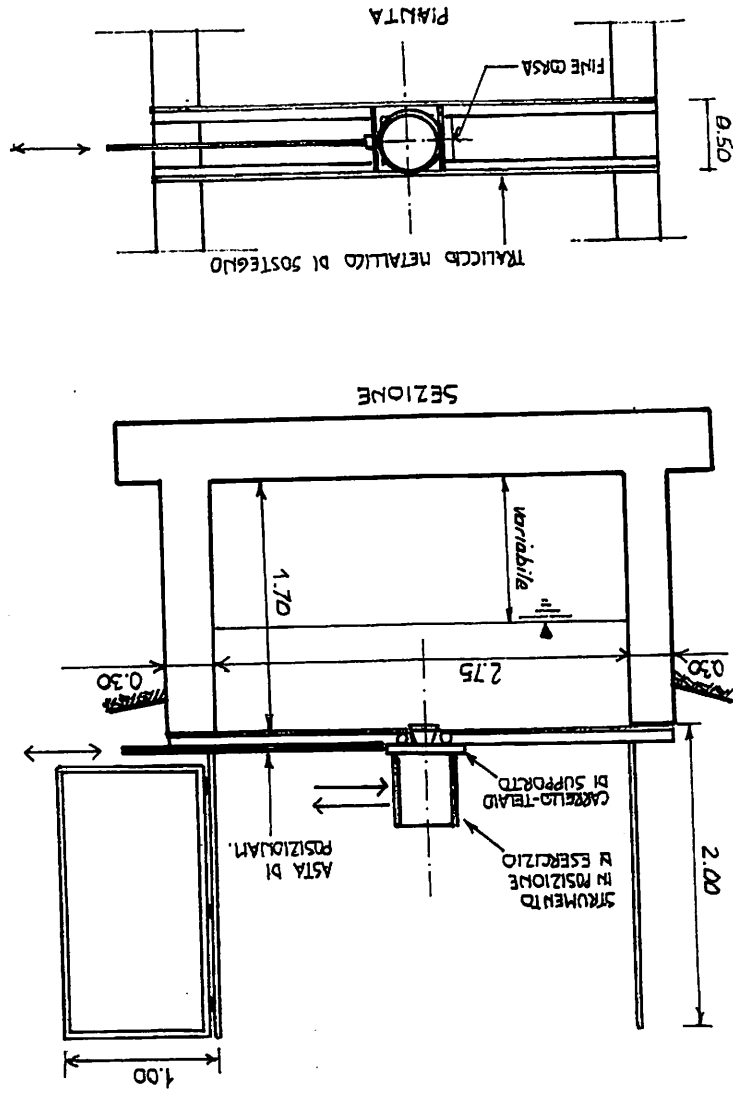 1.00
2.00
STRUMENTO
IN POSIZIONE
DI ESERCIZIO
ASTA DI
POSIZIONAM.
CARRELLO-TELAIO
DI SUPPORTO
0.30
2.75
0.30
1.70
variabile
SEZIONE
TRALICCIO METALLICO DI SOSTEGNO
0.50
FINE CORSA
PIANTA